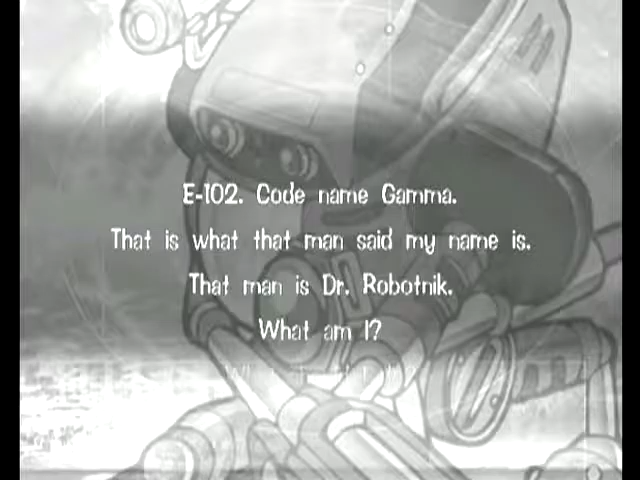 E-102. Code name Gamma.
That is what that man said my name is.
That man is Dr. Robotnik.
What am I?